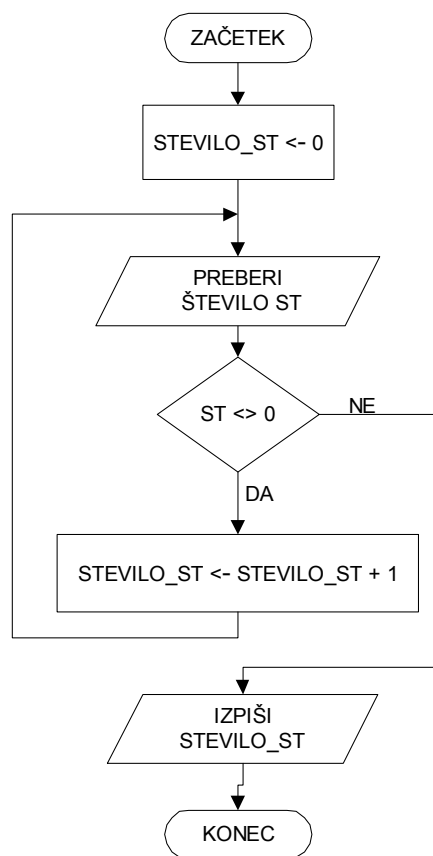 ZAČETEK
STEVILO_ST <- 0
PREBERI
ŠTEVILO ST
ST <> 0
NE
DA
STEVILO_ST <- STEVILO_ST + 1
IZPIŠI
STEVILO_ST
KONEC